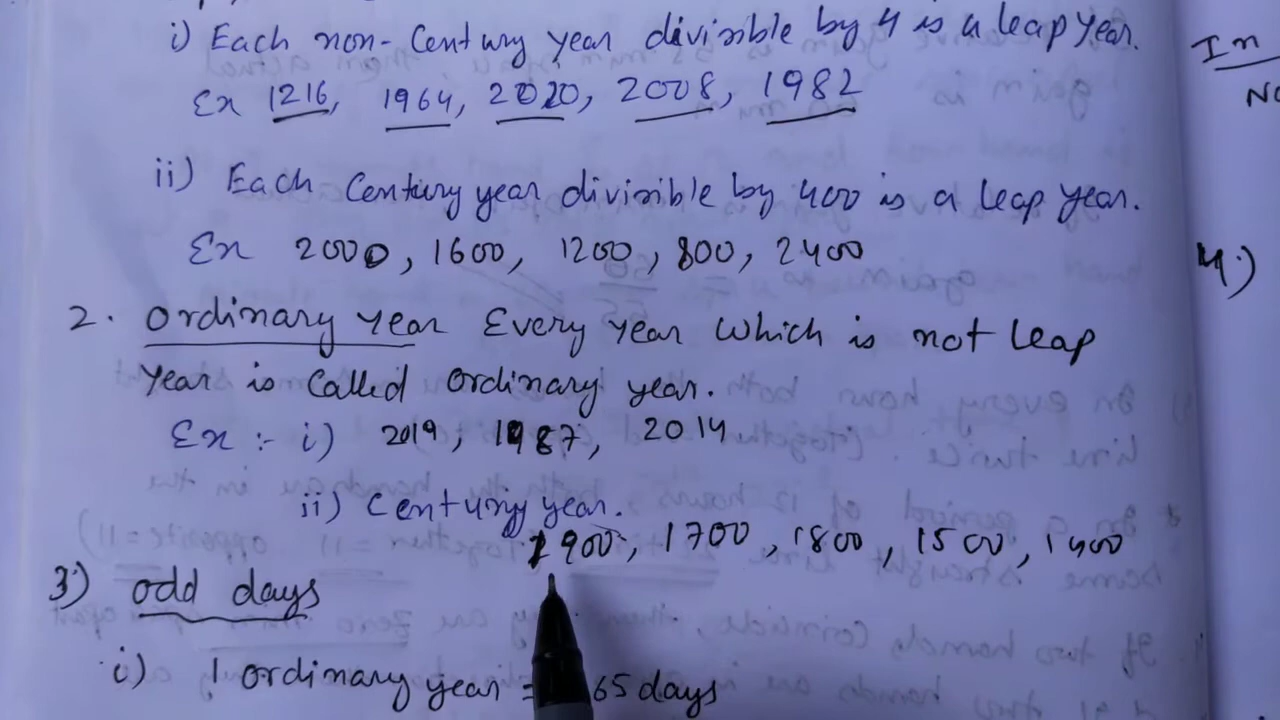 i) Each non-Century year divisible by 4 is a leap year.
Ex 1216, 1964, 2020, 2008, 1982
ii) Each Century year divisible by 400 is a leap year.
Ex 2000, 1600, 1200, 800, 2400
2. Ordinary year Every year which is not leap
year is called ordinary year.
Ex :- i) 2019, 1987, 2014
ii) Century year.
1900, 1700, 1800, 1500, 1400
3) odd days
i) 1 ordinary year = 65 days
In
NO
4.)